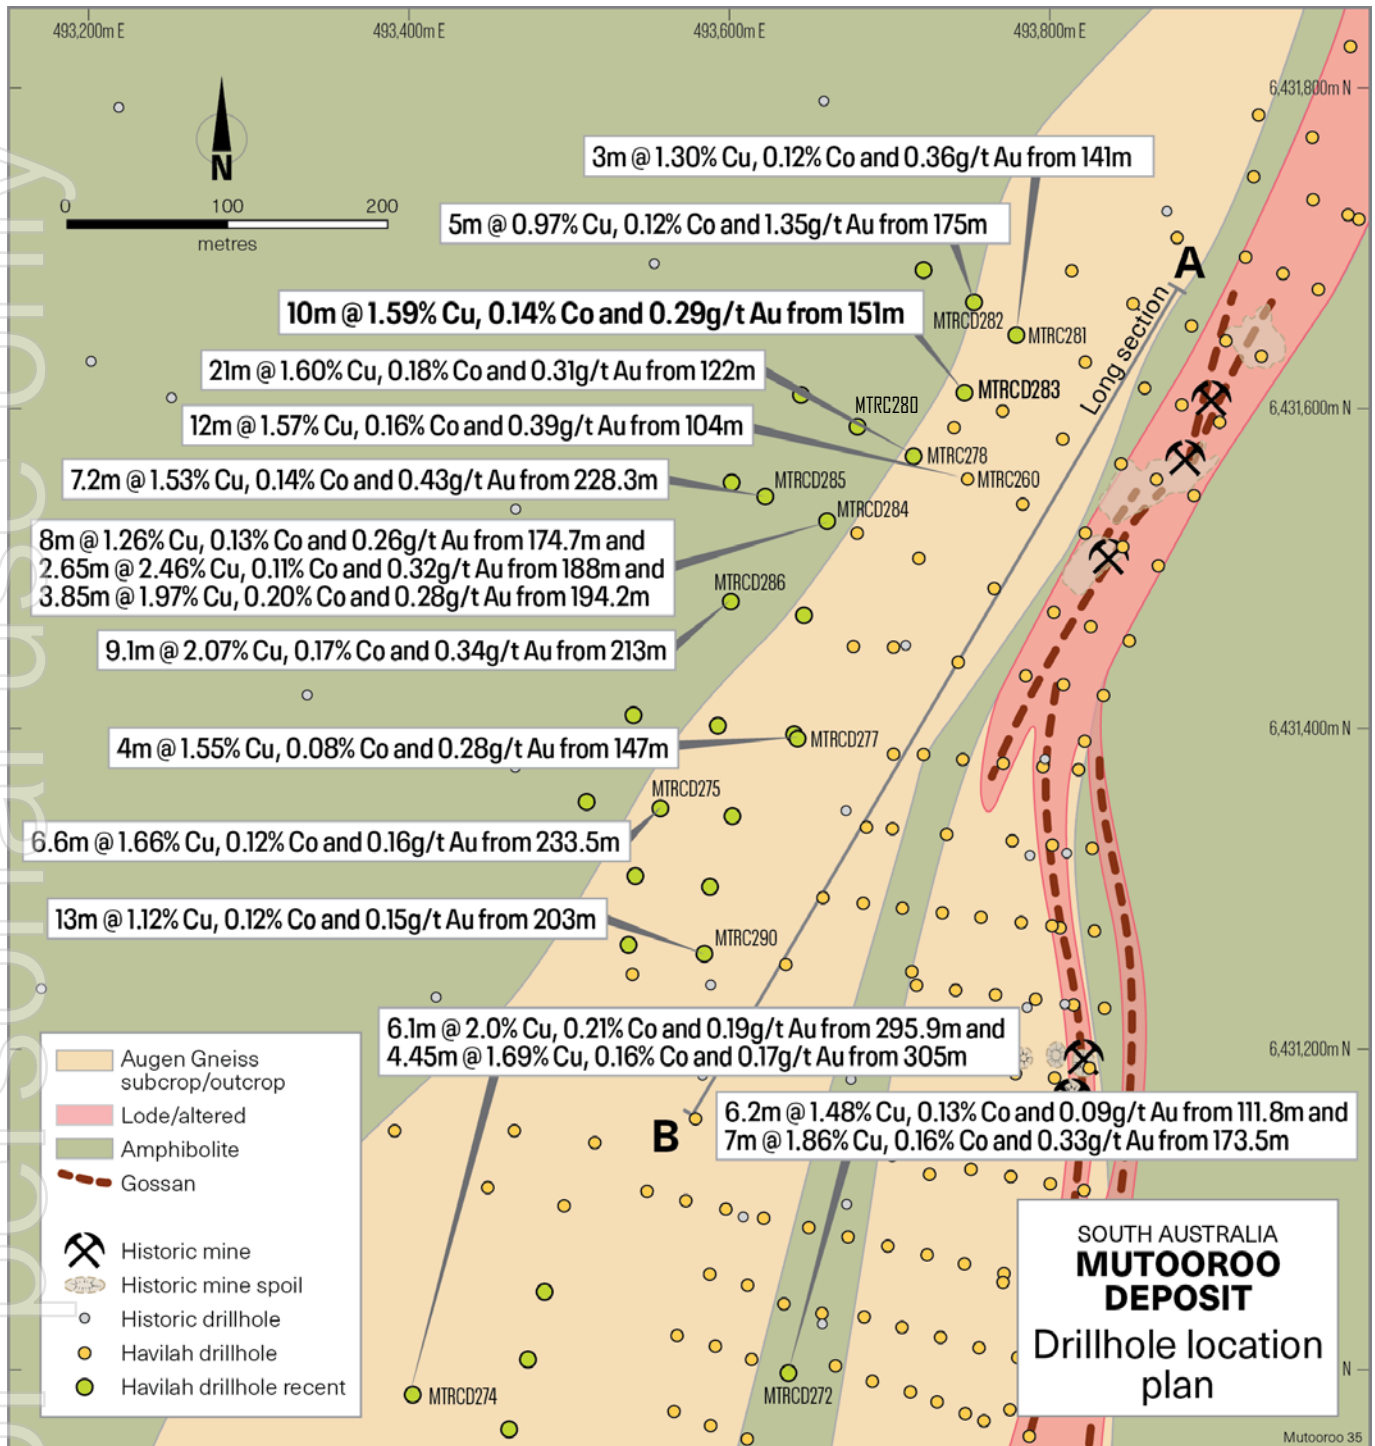 493,200m E
493,400m E
493,600m E
493,800m E
6,431,800m N
N
0 100 200
metres
3m @ 1.30% Cu, 0.12% Co and 0.36g/t Au from 141m
5m @ 0.97% Cu, 0.12% Co and 1.35g/t Au from 175m
A
Long section
10m @ 1.59% Cu, 0.14% Co and 0.29g/t Au from 151m
MTRCD282
MTRC281
21m @ 1.60% Cu, 0.18% Co and 0.31g/t Au from 122m
MTRCD283
MTRC280
6,431,600m N
12m @ 1.57% Cu, 0.16% Co and 0.39g/t Au from 104m
MTRC278
7.2m @ 1.53% Cu, 0.14% Co and 0.43g/t Au from 228.3m
MTRCD285
MTRC260
MTRCD284
8m @ 1.26% Cu, 0.13% Co and 0.26g/t Au from 174.7m and
2.65m @ 2.46% Cu, 0.11% Co and 0.32g/t Au from 188m and
3.85m @ 1.97% Cu, 0.20% Co and 0.28g/t Au from 194.2m
MTRCD286
9.1m @ 2.07% Cu, 0.17% Co and 0.34g/t Au from 213m
6,431,400m N
4m @ 1.55% Cu, 0.08% Co and 0.28g/t Au from 147m
MTRCD277
MTRCD275
6.6m @ 1.66% Cu, 0.12% Co and 0.16g/t Au from 233.5m
13m @ 1.12% Cu, 0.12% Co and 0.15g/t Au from 203m
MTRC290
6.1m @ 2.0% Cu, 0.21% Co and 0.19g/t Au from 295.9m and
4.45m @ 1.69% Cu, 0.16% Co and 0.17g/t Au from 305m
6,431,200m N
B
6.2m @ 1.48% Cu, 0.13% Co and 0.09g/t Au from 111.8m and
7m @ 1.86% Cu, 0.16% Co and 0.33g/t Au from 173.5m
Augen Gneiss
subcrop/outcrop
Lode/altered
Amphibolite
Gossan
Historic mine
Historic mine spoil
Historic drillhole
Havilah drillhole
Havilah drillhole recent
MTRCD274
MTRCD272
SOUTH AUSTRALIA
MUTOOROO
DEPOSIT
Drillhole location
plan
N
Mutooroo 35
personal use only